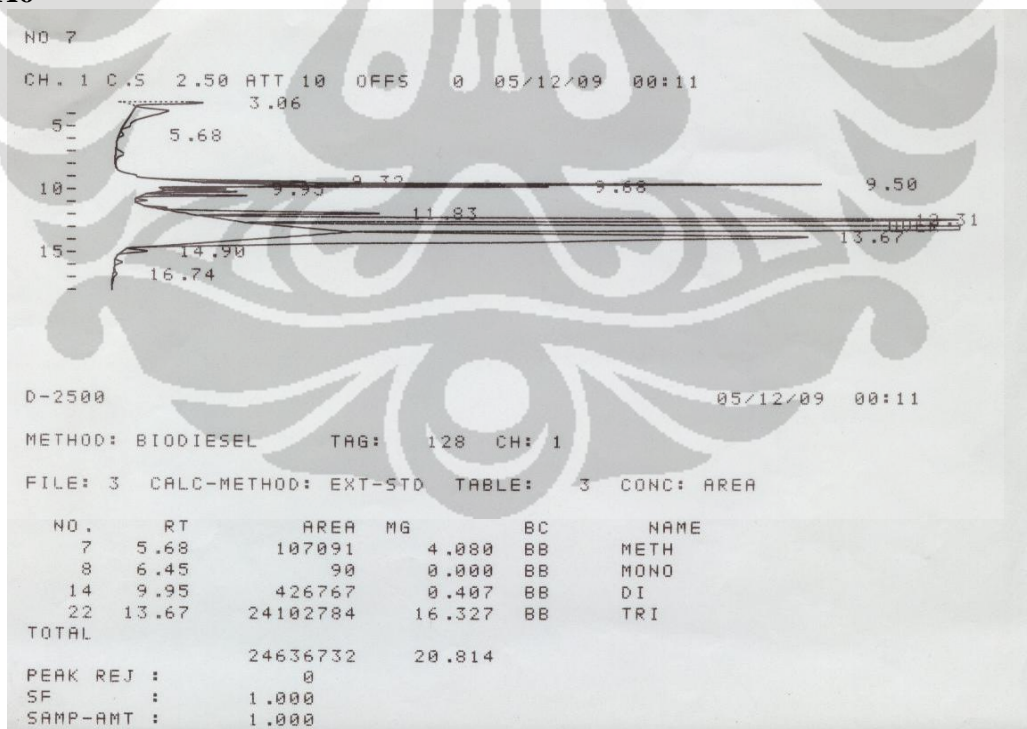 NO 7
CH. 1 C.S 2.50 ATT 10 OFFS 0 05/12/09 00:11
3.06
5
5.68
9.32
10 9.95 9.68 9.50
11.83
13.67
15 14.90
16.74
D-2500 05/12/09 00:11
METHOD: BIODIESEL TAG: 128 CH: 1
FILE: 3 CALC-METHOD: EXT-STD TABLE: 3 CONC: AREA
NO. RT AREA MG BC NAME
7 5.68 107091 4.080 BB METH
8 6.45 90 0.000 BB MONO
14 9.95 426767 0.407 BB DI
22 13.67 24102784 16.327 BB TRI
TOTAL
24636732 20.814
PEAK REJ : 0
SF : 1.000
SAMP-AMT : 1.000